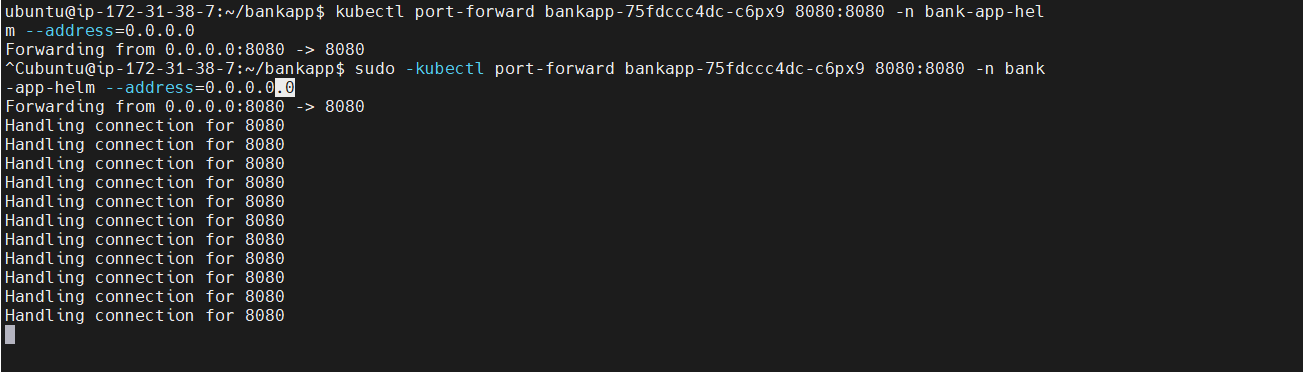 ubuntu@ip-172-31-38-7:~/bankapp$ kubectl port-forward bankapp-75fdccc4dc-c6px9 8080:8080 -n bank-app-hel
m --address=0.0.0.0
Forwarding from 0.0.0.0:8080 -> 8080
^Cubuntu@ip-172-31-38-7:~/bankapp$ sudo -kubectl port-forward bankapp-75fdccc4dc-c6px9 8080:8080 -n bank
-app-helm --address=0.0.0.0.0
Forwarding from 0.0.0.0:8080 -> 8080
Handling connection for 8080
Handling connection for 8080
Handling connection for 8080
Handling connection for 8080
Handling connection for 8080
Handling connection for 8080
Handling connection for 8080
Handling connection for 8080
Handling connection for 8080
Handling connection for 8080
Handling connection for 8080